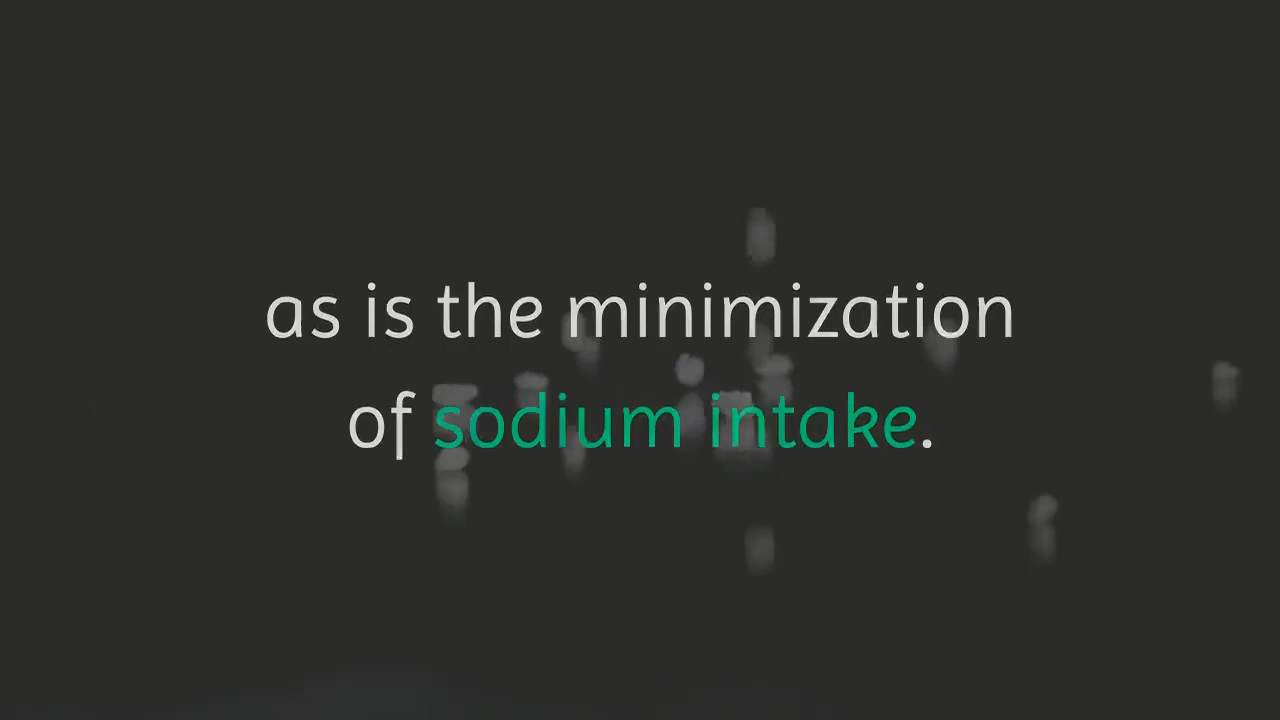 as is the minimization
of sodium intake.